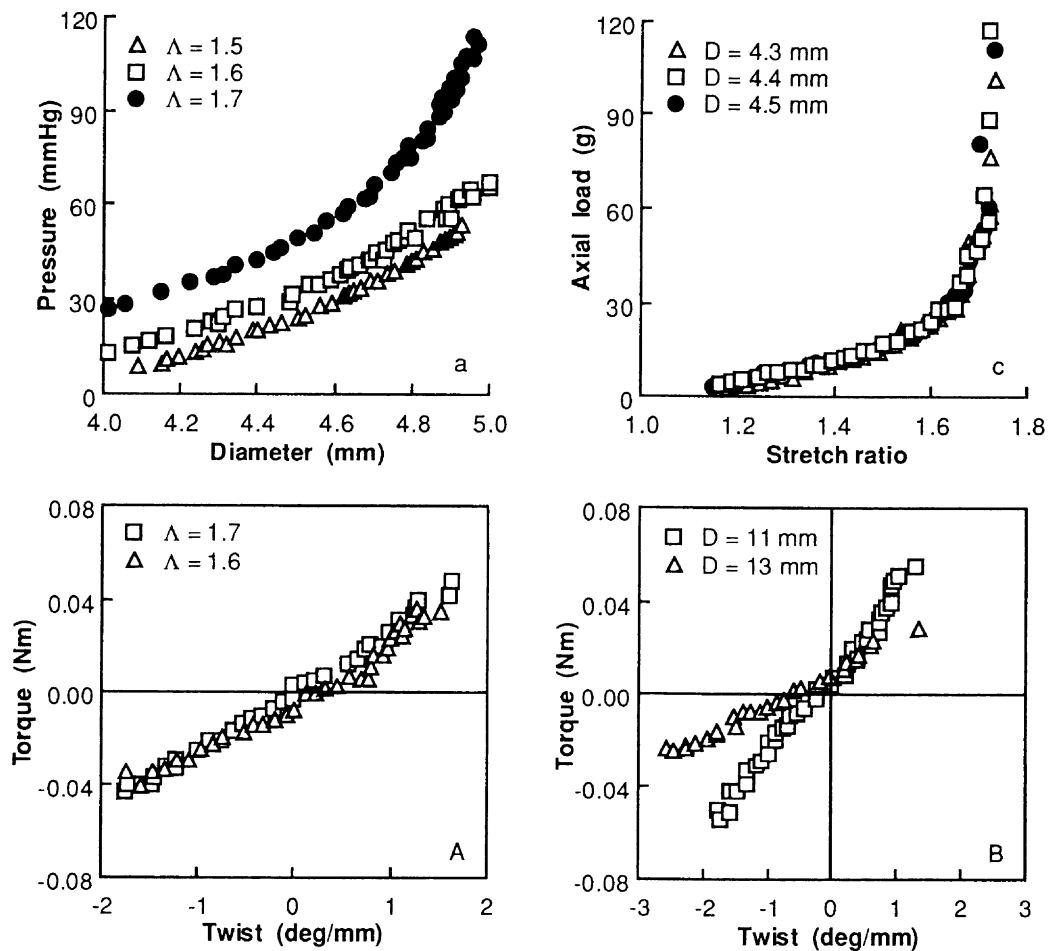 120
90
60
30
0
Pressure (mmHg)
Λ = 1.5
Λ = 1.6
Λ = 1.7
a
4.0 4.2 4.4 4.6 4.8 5.0
Diameter (mm)
120
90
60
30
0
Axial load (g)
D = 4.3 mm
D = 4.4 mm
D = 4.5 mm
c
1.0 1.2 1.4 1.6 1.8
Stretch ratio
0.08
0.04
0.00
-0.04
-0.08
Torque (Nm)
Λ = 1.7
Λ = 1.6
A
-2 -1 0 1 2
Twist (deg/mm)
0.08
0.04
0.00
-0.04
-0.08
Torque (Nm)
D = 11 mm
D = 13 mm
B
-3 -2 -1 0 1 2 3
Twist (deg/mm)